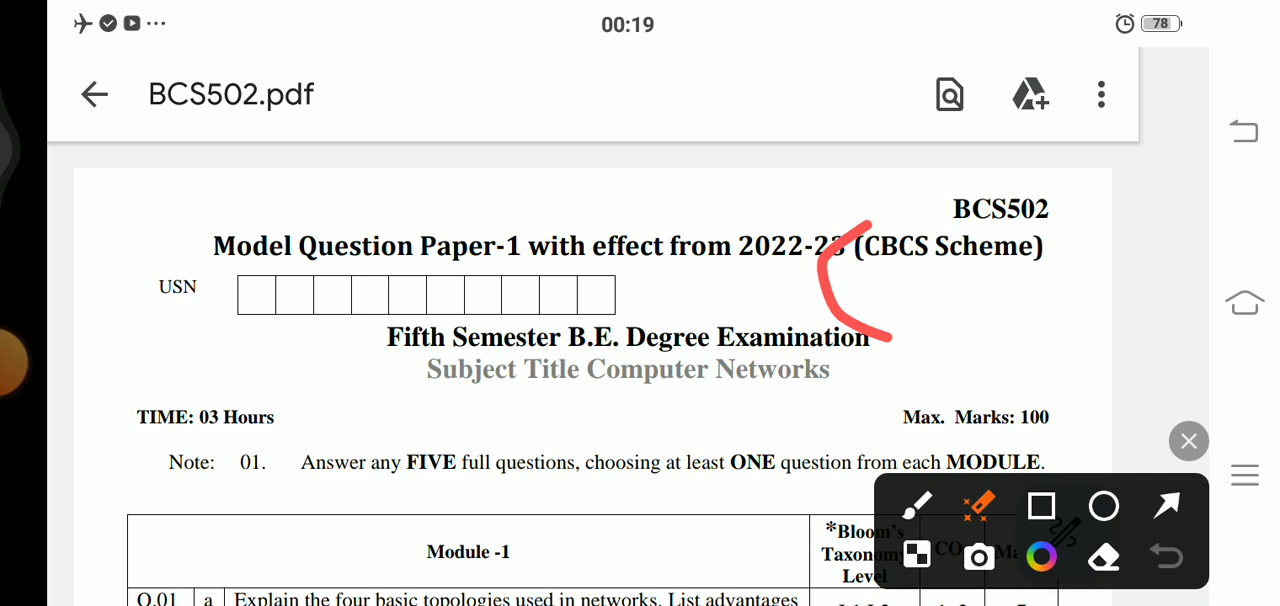 00:19
78
BCS502.pdf
BCS502
Model Question Paper-1 with effect from 2022-23 (CBCS Scheme)
USN
Fifth Semester B.E. Degree Examination
Subject Title Computer Networks
TIME: 03 Hours
Max. Marks: 100
Note: 01. Answer any FIVE full questions, choosing at least ONE question from each MODULE.
Module -1
*Bloom's Taxonomy Level
CO
Q.01 a Explain the four basic topologies used in networks. List advantages